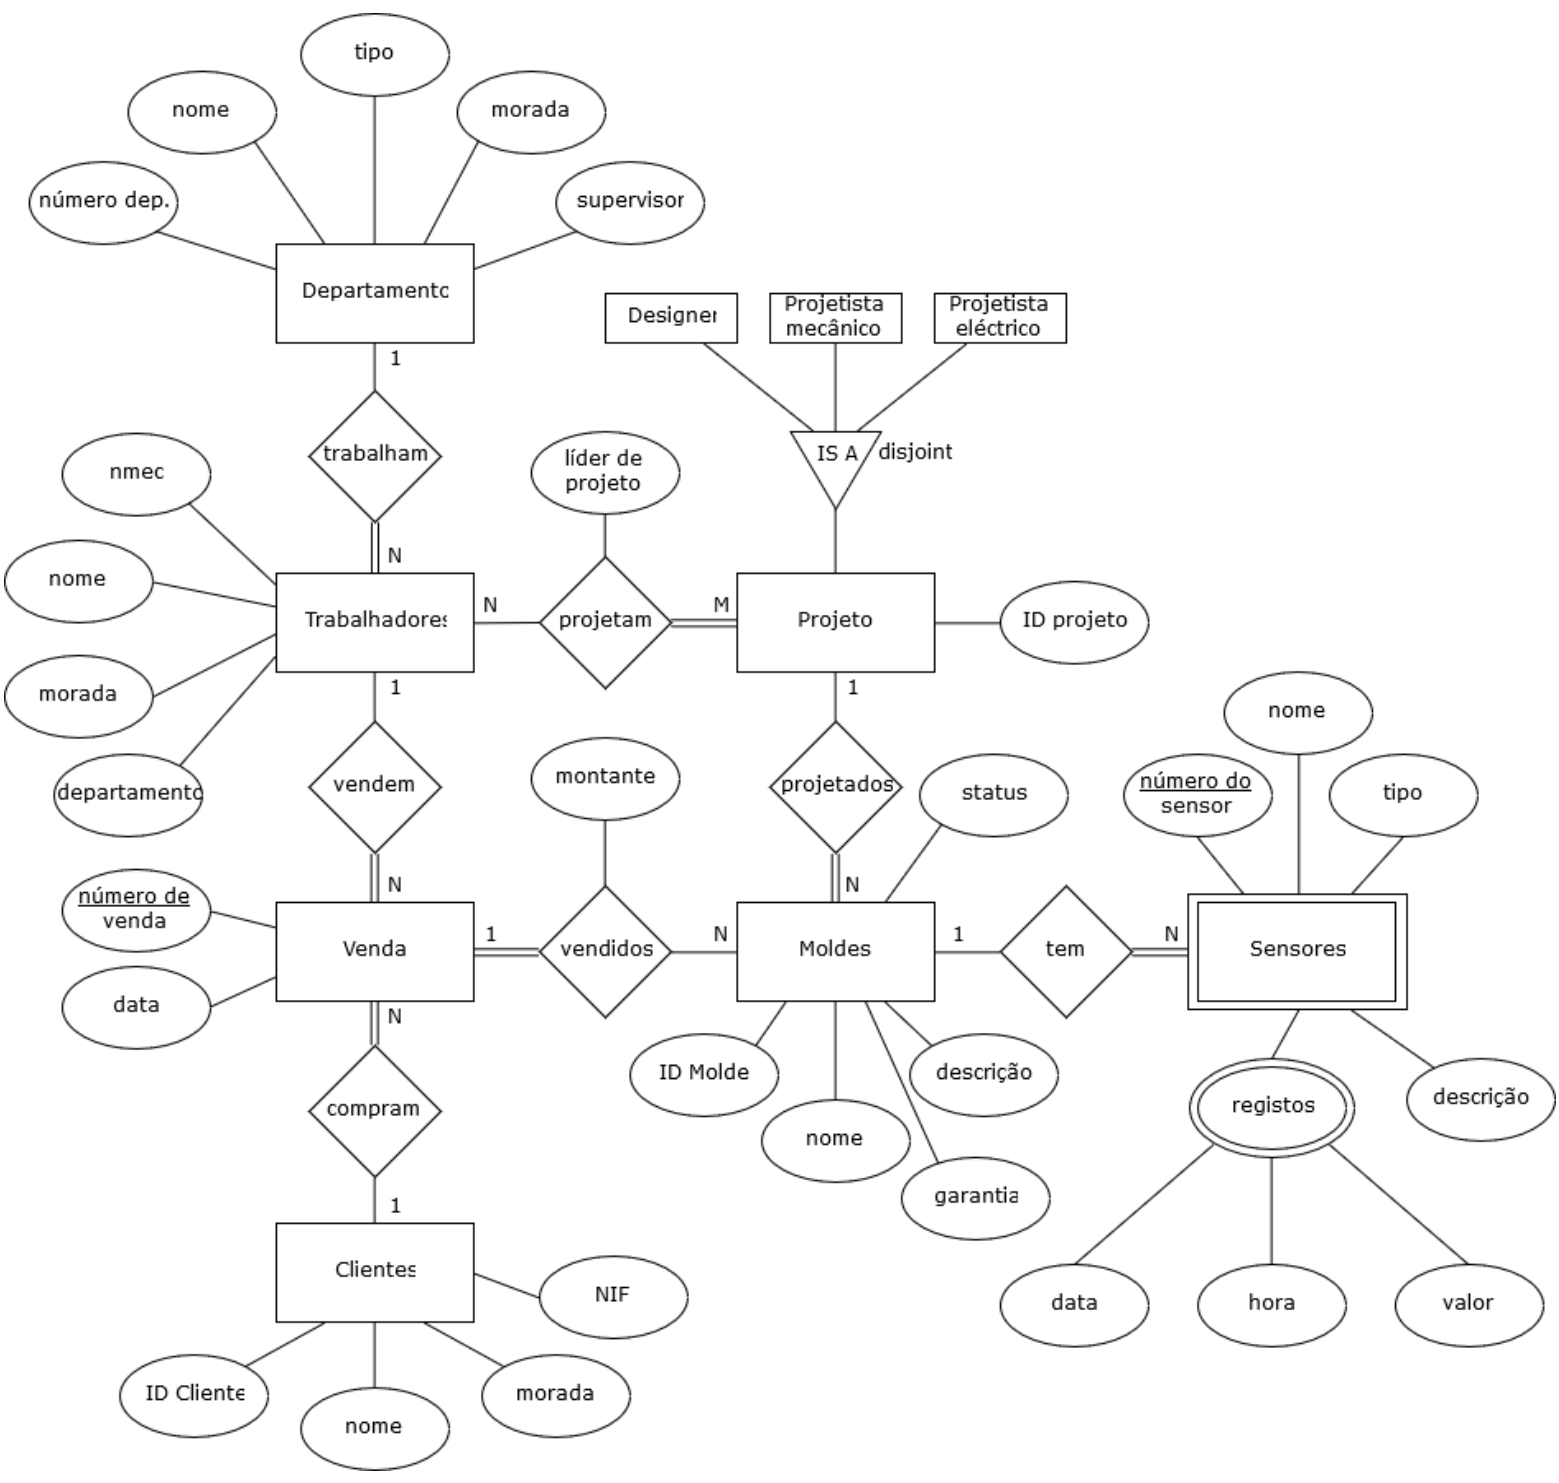 tipo
nome
morada
número dep.
supervisor
Departamento
Designer
Projetista
mecânico
Projetista
eléctrico
1
trabalham
IS A
disjoint
nmec
líder de
projeto
N
nome
Trabalhadores
N
projetam
M
Projeto
ID projeto
morada
1
1
nome
departamento
vendem
montante
projetados
status
número do
sensor
tipo
número de
venda
N
N
Venda
1
vendidos
N
Moldes
1
tem
N
Sensores
data
N
ID Molde
descrição
compram
nome
registos
descrição
garantia
1
Clientes
NIF
data
hora
valor
ID Cliente
nome
morada